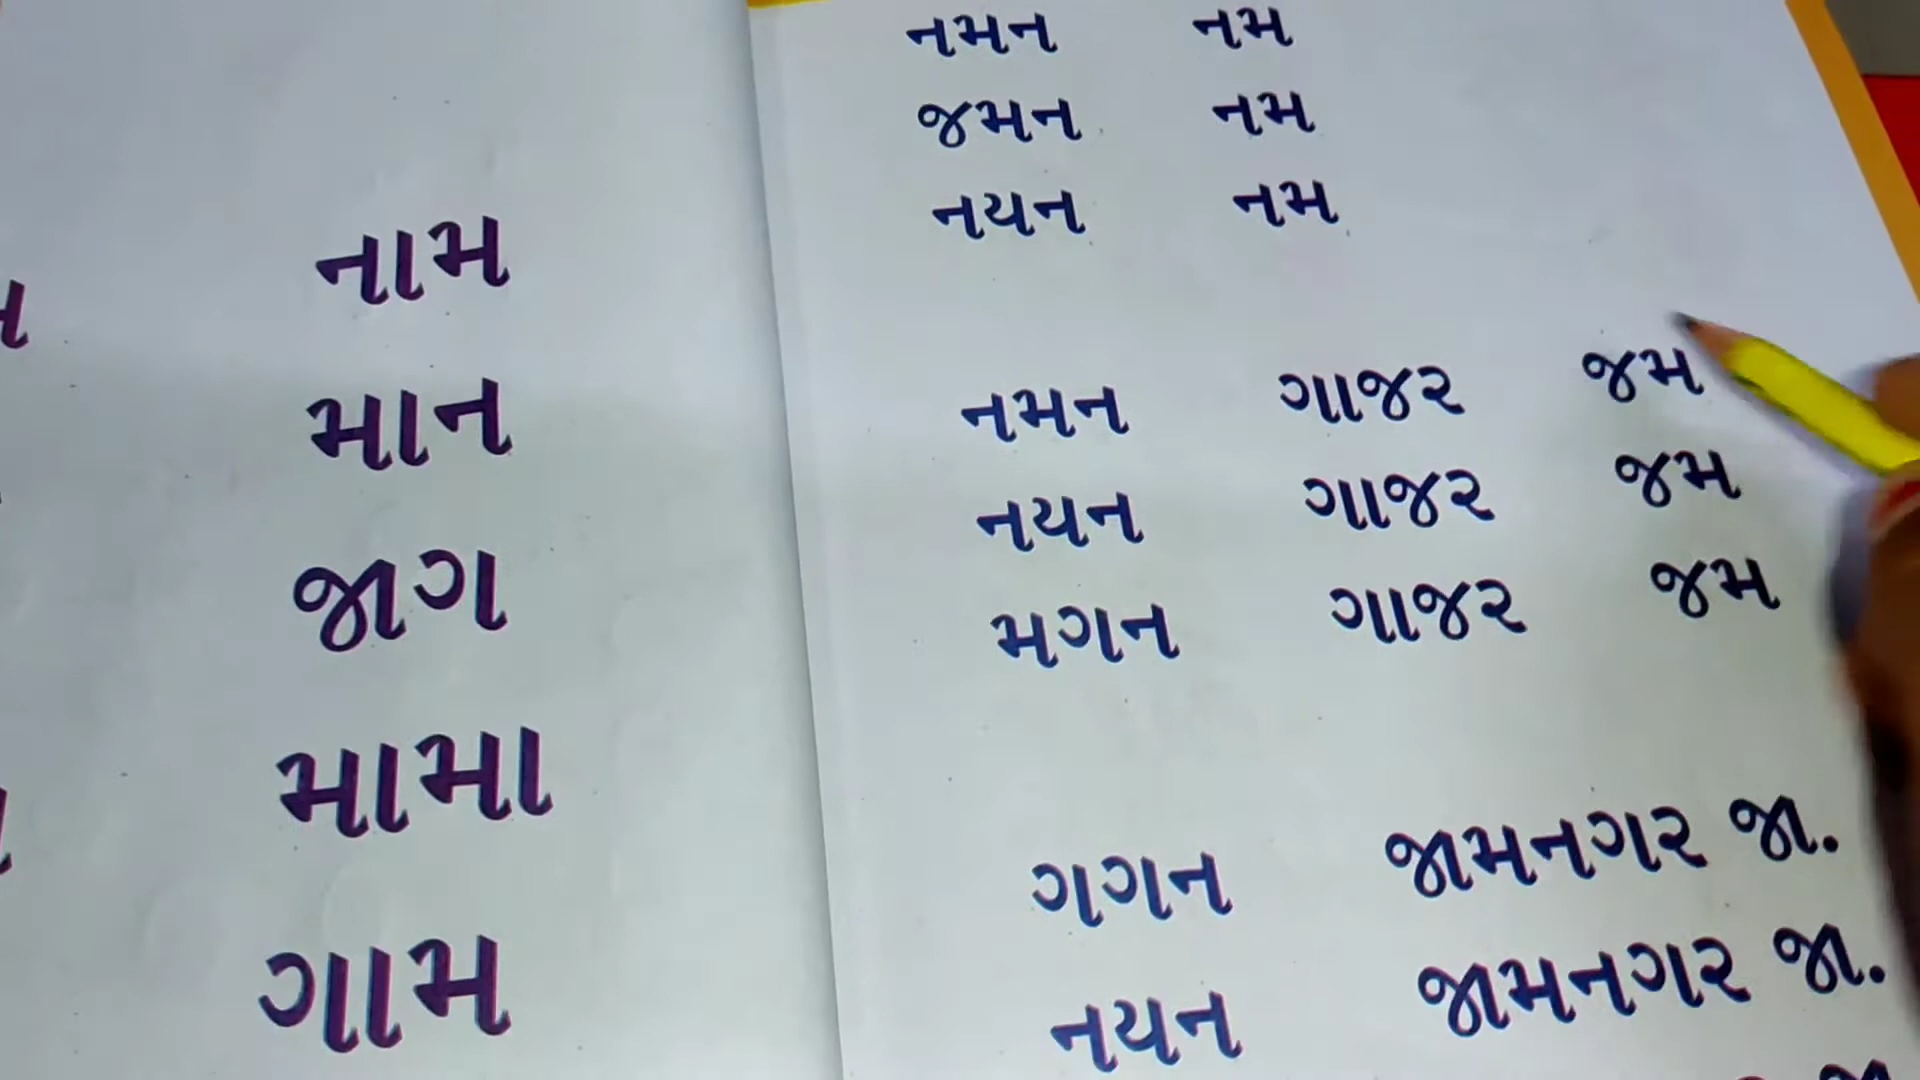 નામ
માન
જાગ
મામા
ગામ
નમન નમ
જમન નમ
નયન નમ
નમન ગાજર જમ
નયન ગાજર જમ
મગન ગાજર જમ
ગગન જામનગર જા.
નયન જામનગર જા.